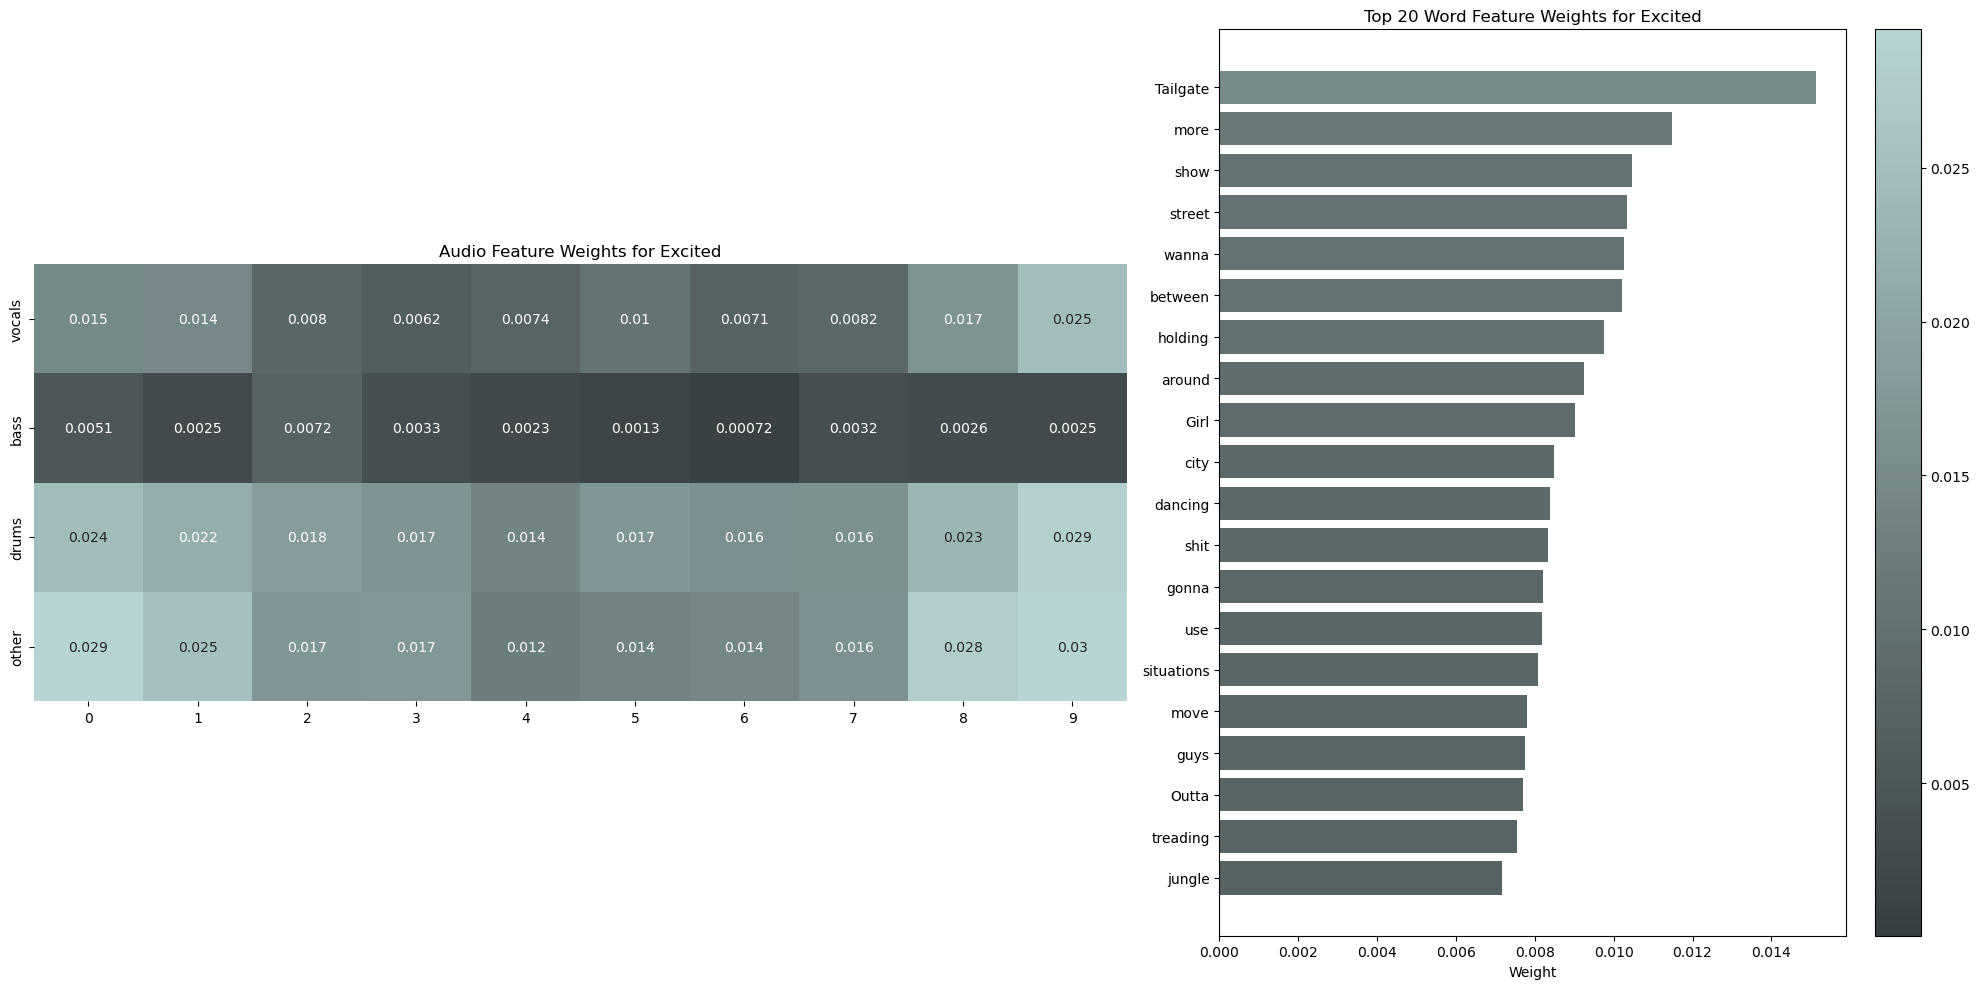 Top 20 Word Feature Weights for Excited
Audio Feature Weights for Excited
vocals
0.015 0.014 0.008 0.0062 0.0074 0.01 0.0071 0.0082 0.017 0.025
bass
0.0051 0.0025 0.0072 0.0033 0.0023 0.0013 0.00072 0.0032 0.0026 0.0025
drums
0.024 0.022 0.018 0.017 0.014 0.017 0.016 0.016 0.023 0.029
other
0.029 0.025 0.017 0.017 0.012 0.014 0.014 0.016 0.028 0.03
0 1 2 3 4 5 6 7 8 9
Tailgate
more
show
street
wanna
between
holding
around
Girl
city
dancing
shit
gonna
use
situations
move
guys
Outta
treading
jungle
0.000 0.002 0.004 0.006 0.008 0.010 0.012 0.014
Weight
0.025
0.020
0.015
0.010
0.005